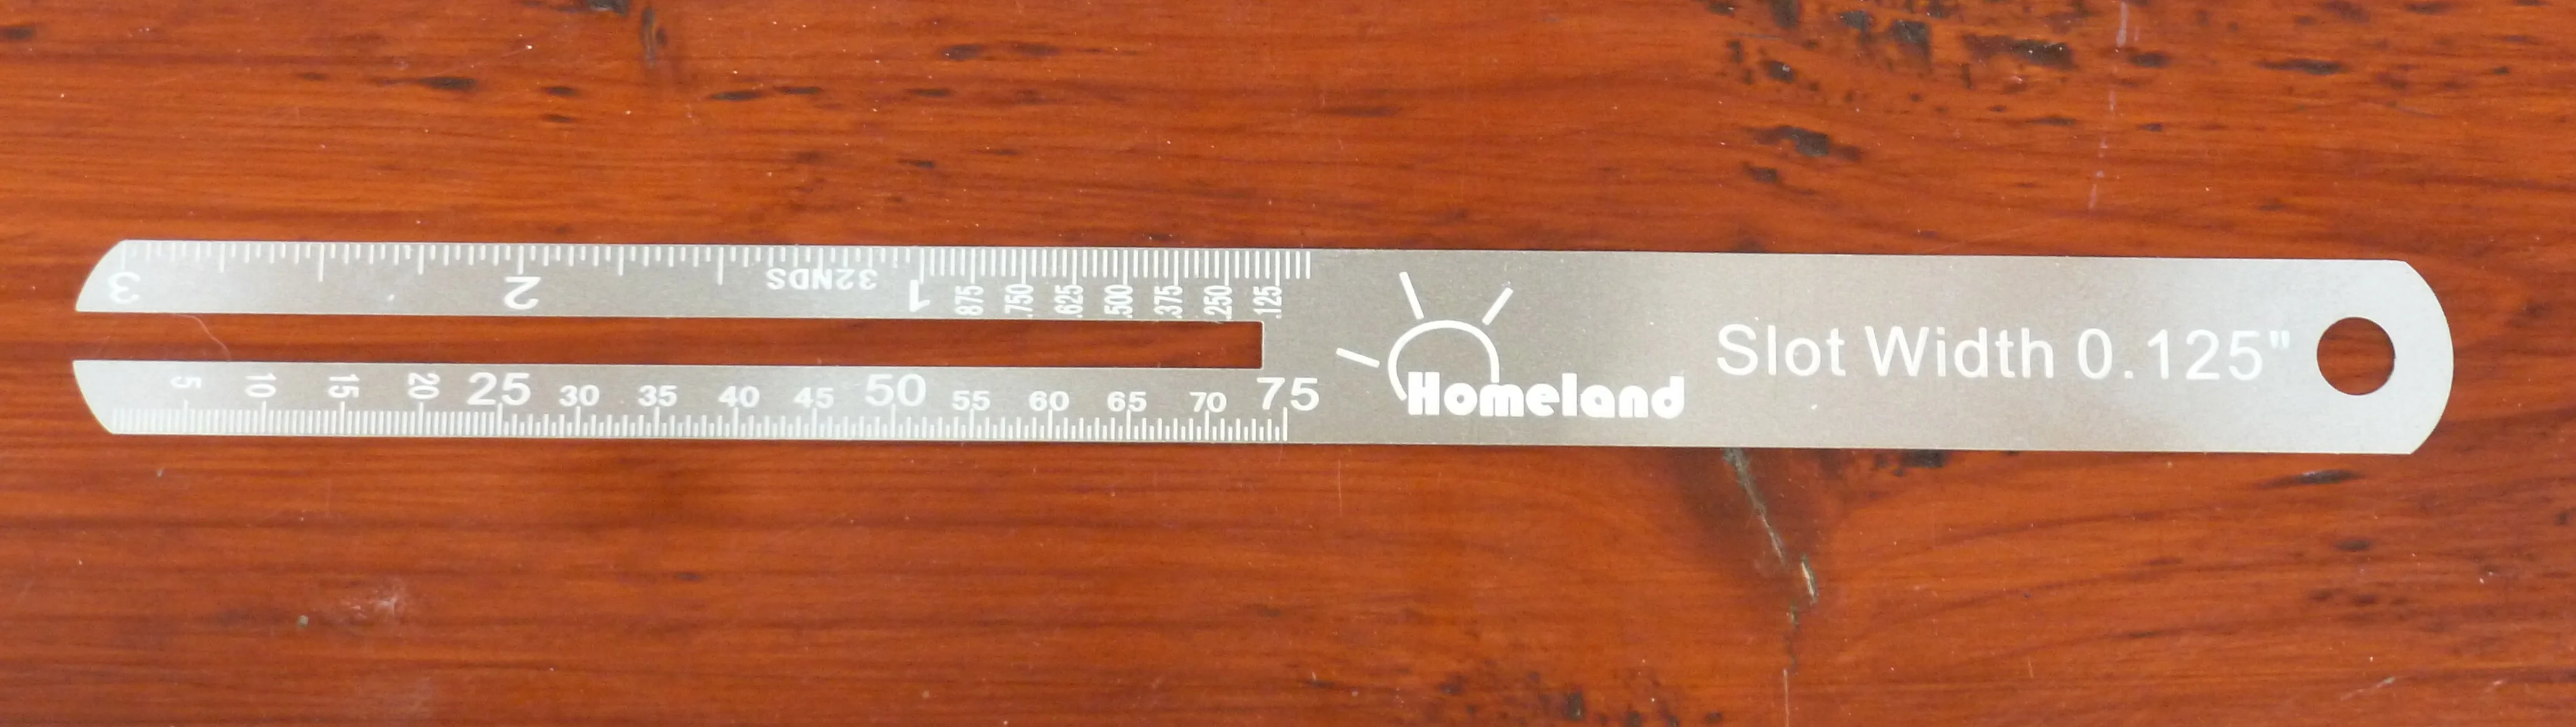 3 2 32NDS 1 .875 .750 .625 .500 .375 .250 .125
5 10 15 20 25 30 35 40 45 50 55 60 65 70 75
Homeland
Slot Width 0.125"